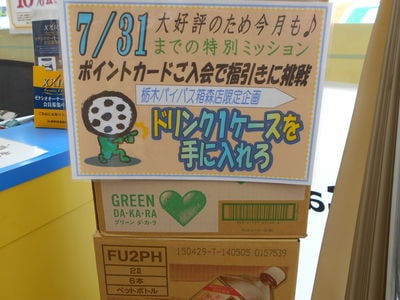 10%
7/31
大好評のため今月も♪
までの特別ミッション
ポイントカードご入会で福引きに挑戦
栃木バイパス箱森店限定企画
ドリンク1ケースを
手に入れろ
GREEN
DA・KA・RA
グリーン ダ・カ・ラ
FU2PH
2ℓ
6本
ペットボトル
150429-T-140505 0157539